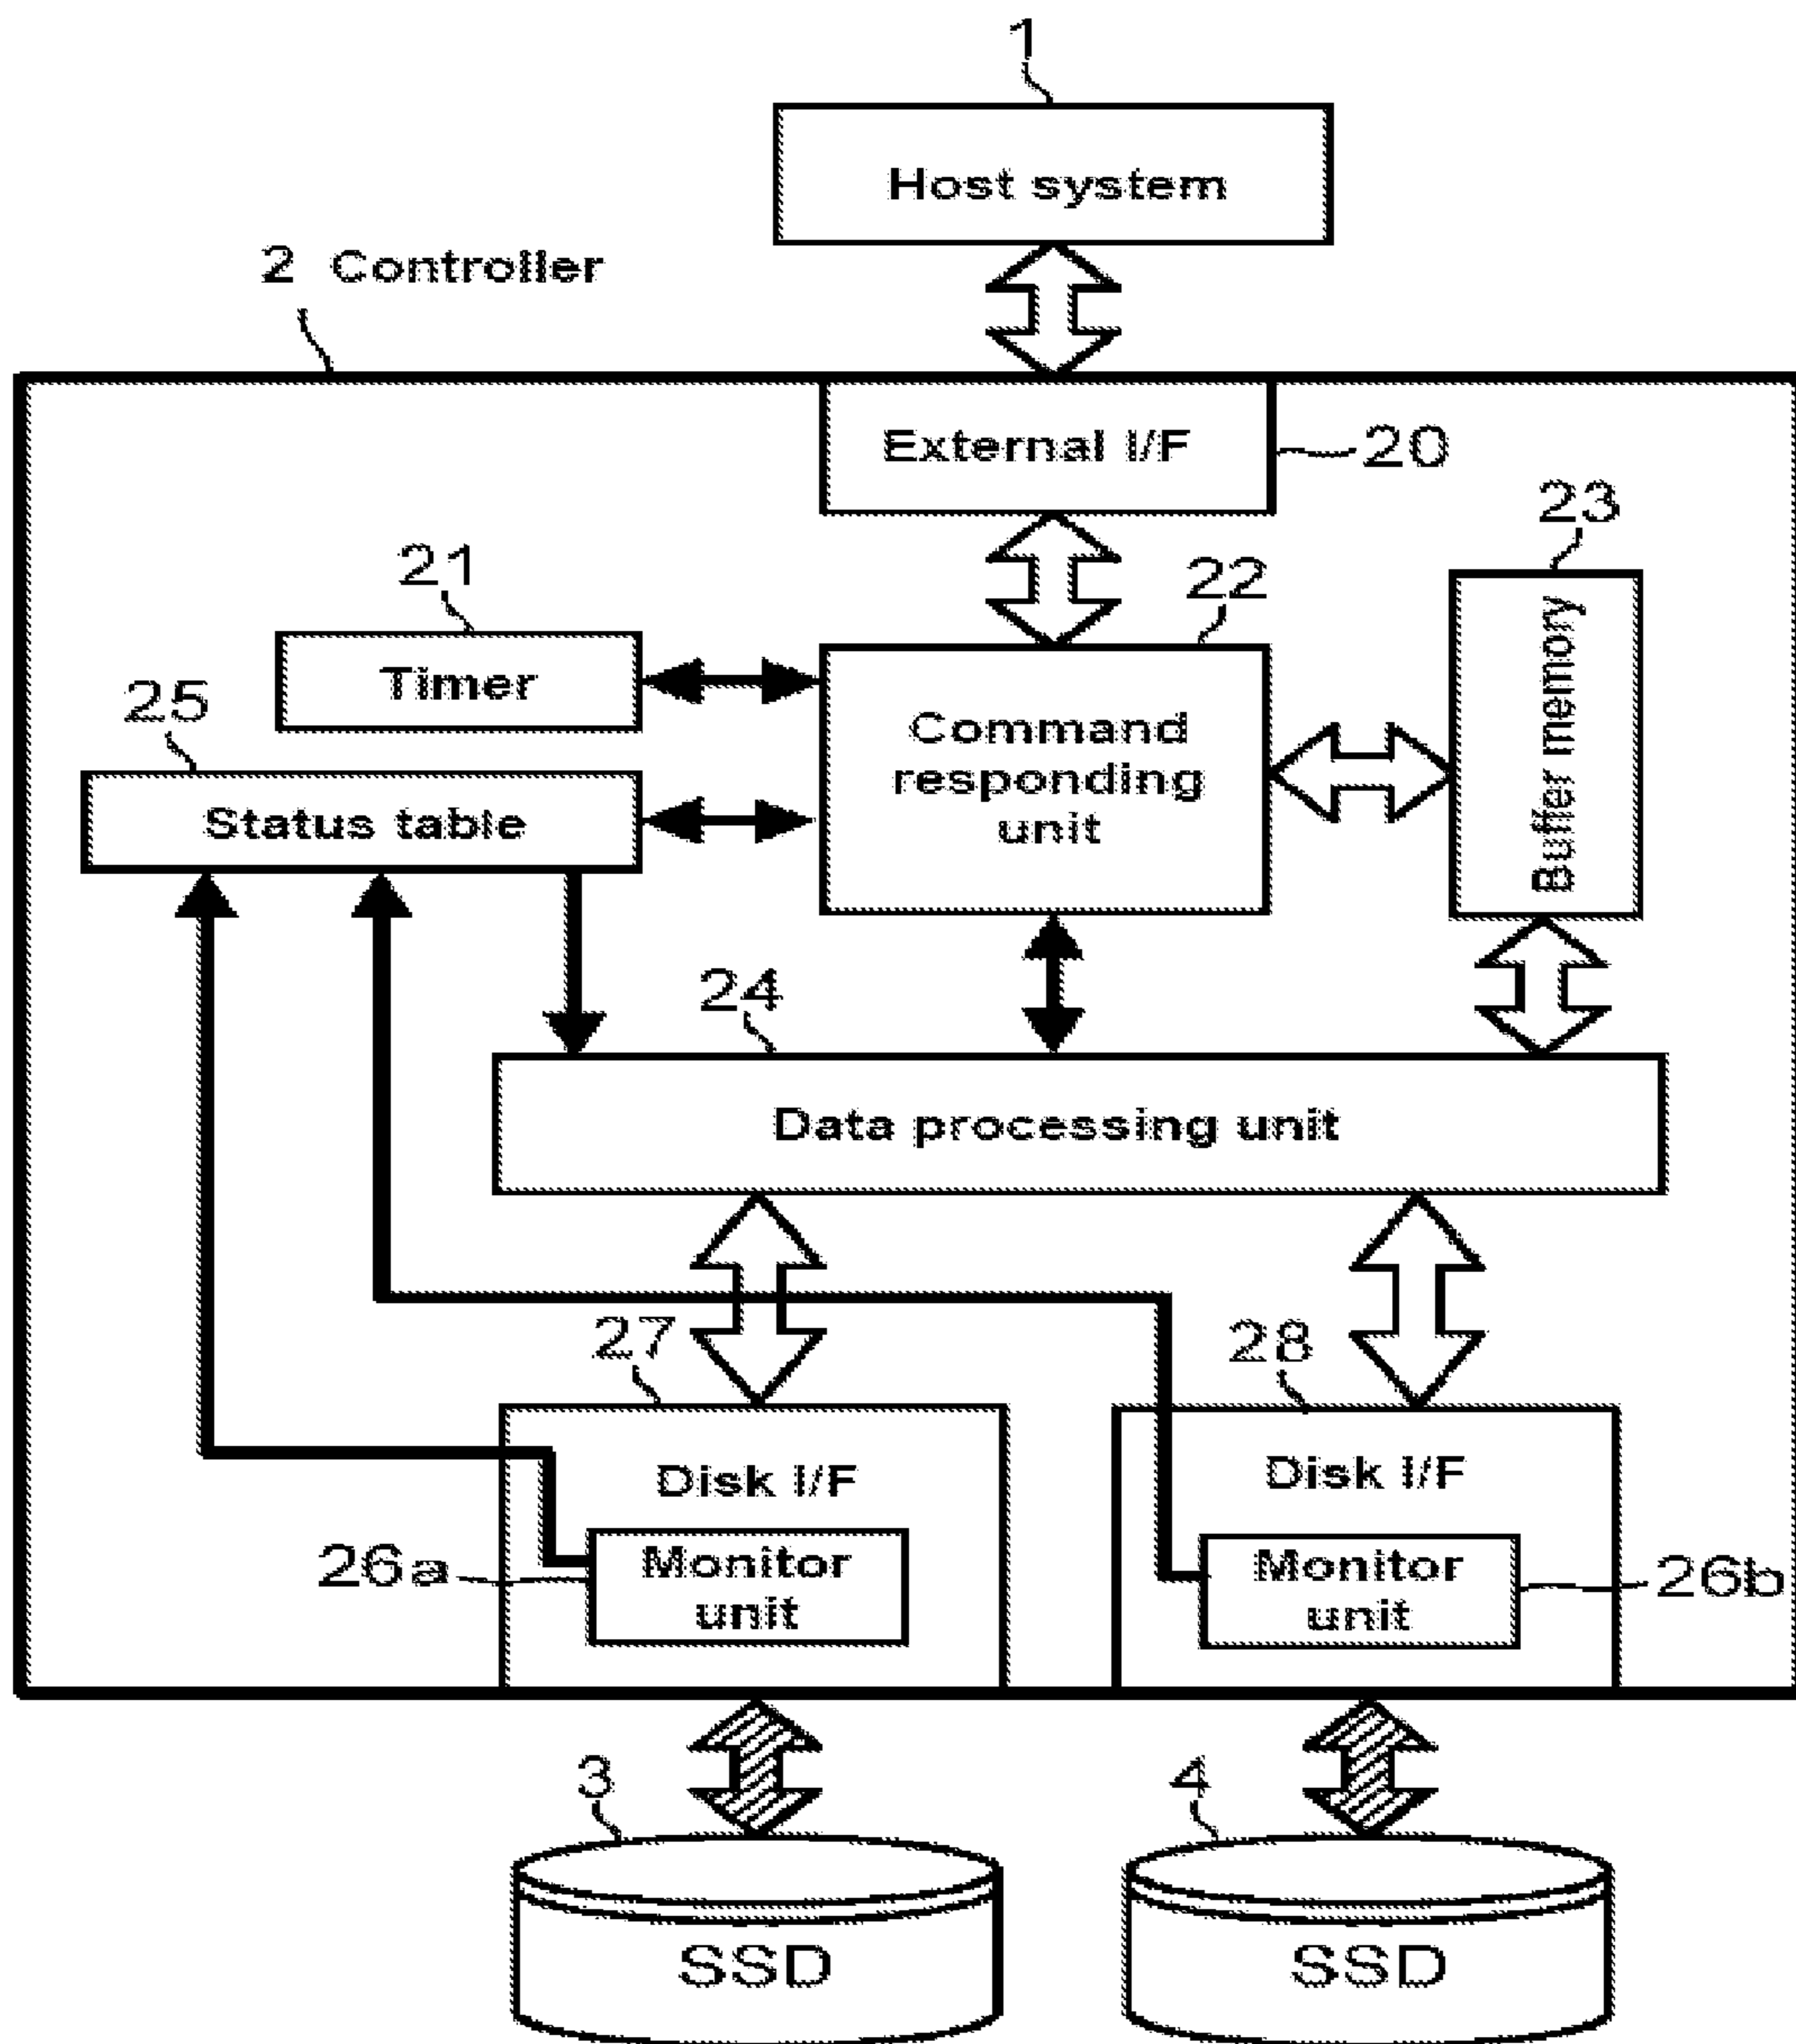 1
Host system
2 Controller
External I/F
20
23
21
22
Timer
Buffer memory
25
Command
responding
unit
Status table
24
Data processing unit
27
28
Disk I/F
Disk I/F
26a
Monitor
unit
Monitor
unit
26b
3
4
SSD
SSD